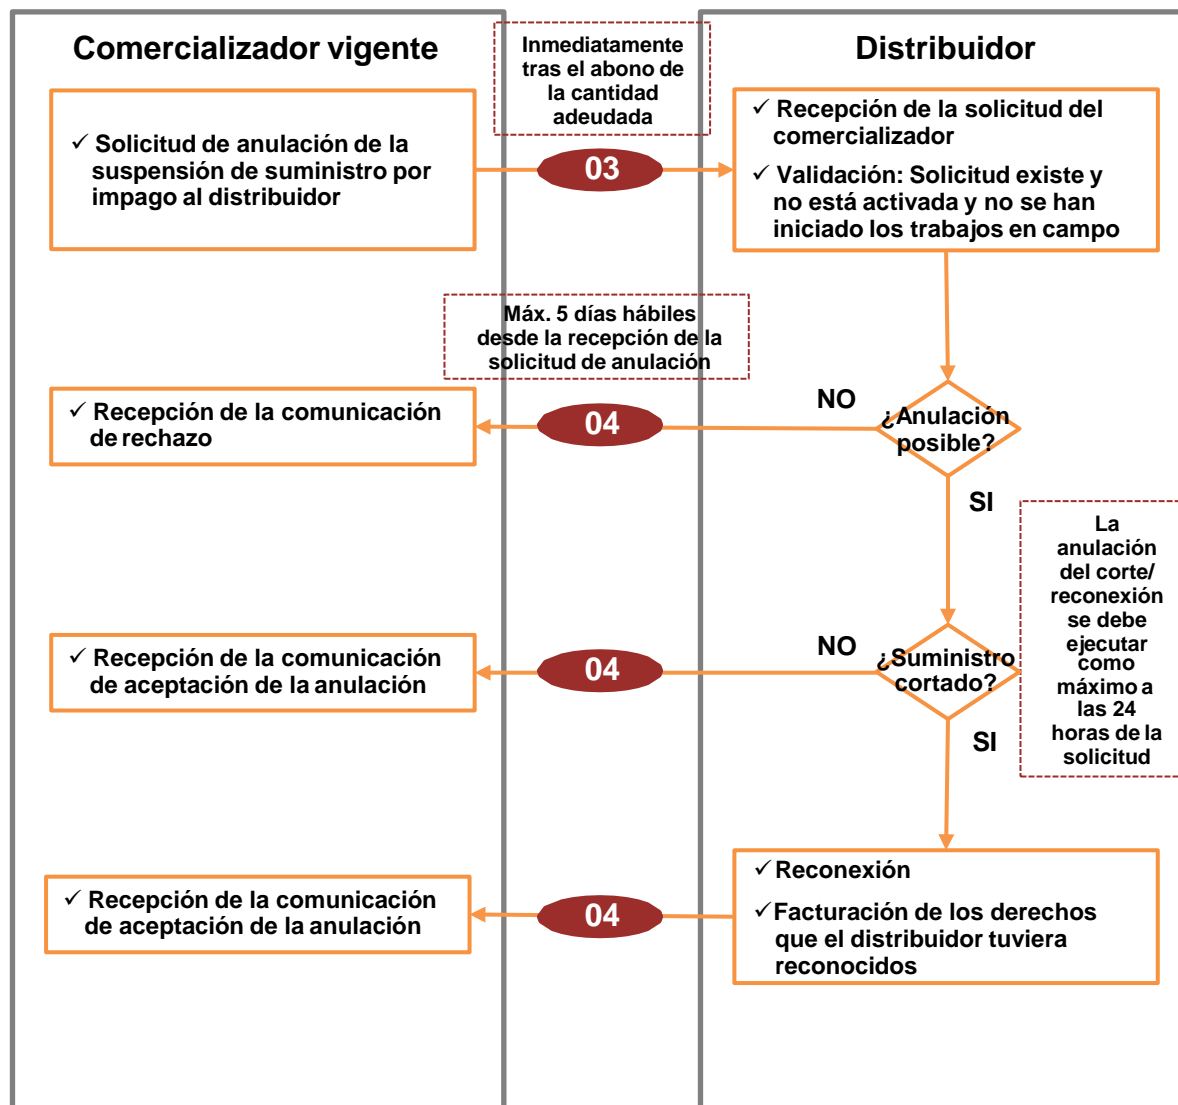 Comercializador vigente
Inmediatamente
tras el abono de
la cantidad
adeudada
Distribuidor
✓ Solicitud de anulación de la
suspensión de suministro por
impago al distribuidor
03
✓ Recepción de la solicitud del
comercializador
✓ Validación: Solicitud existe y
no está activada y no se han
iniciado los trabajos en campo
Máx. 5 días hábiles
desde la recepción de la
solicitud de anulación
✓ Recepción de la comunicación
de rechazo
04
NO
¿Anulación
posible?
SI
La
anulación
del corte/
reconexión
se debe
ejecutar
como
máximo a
las 24
horas de la
solicitud
✓ Recepción de la comunicación
de aceptación de la anulación
04
NO
¿Suministro
cortado?
SI
✓ Recepción de la comunicación
de aceptación de la anulación
04
✓ Reconexión
✓ Facturación de los derechos
que el distribuidor tuviera
reconocidos